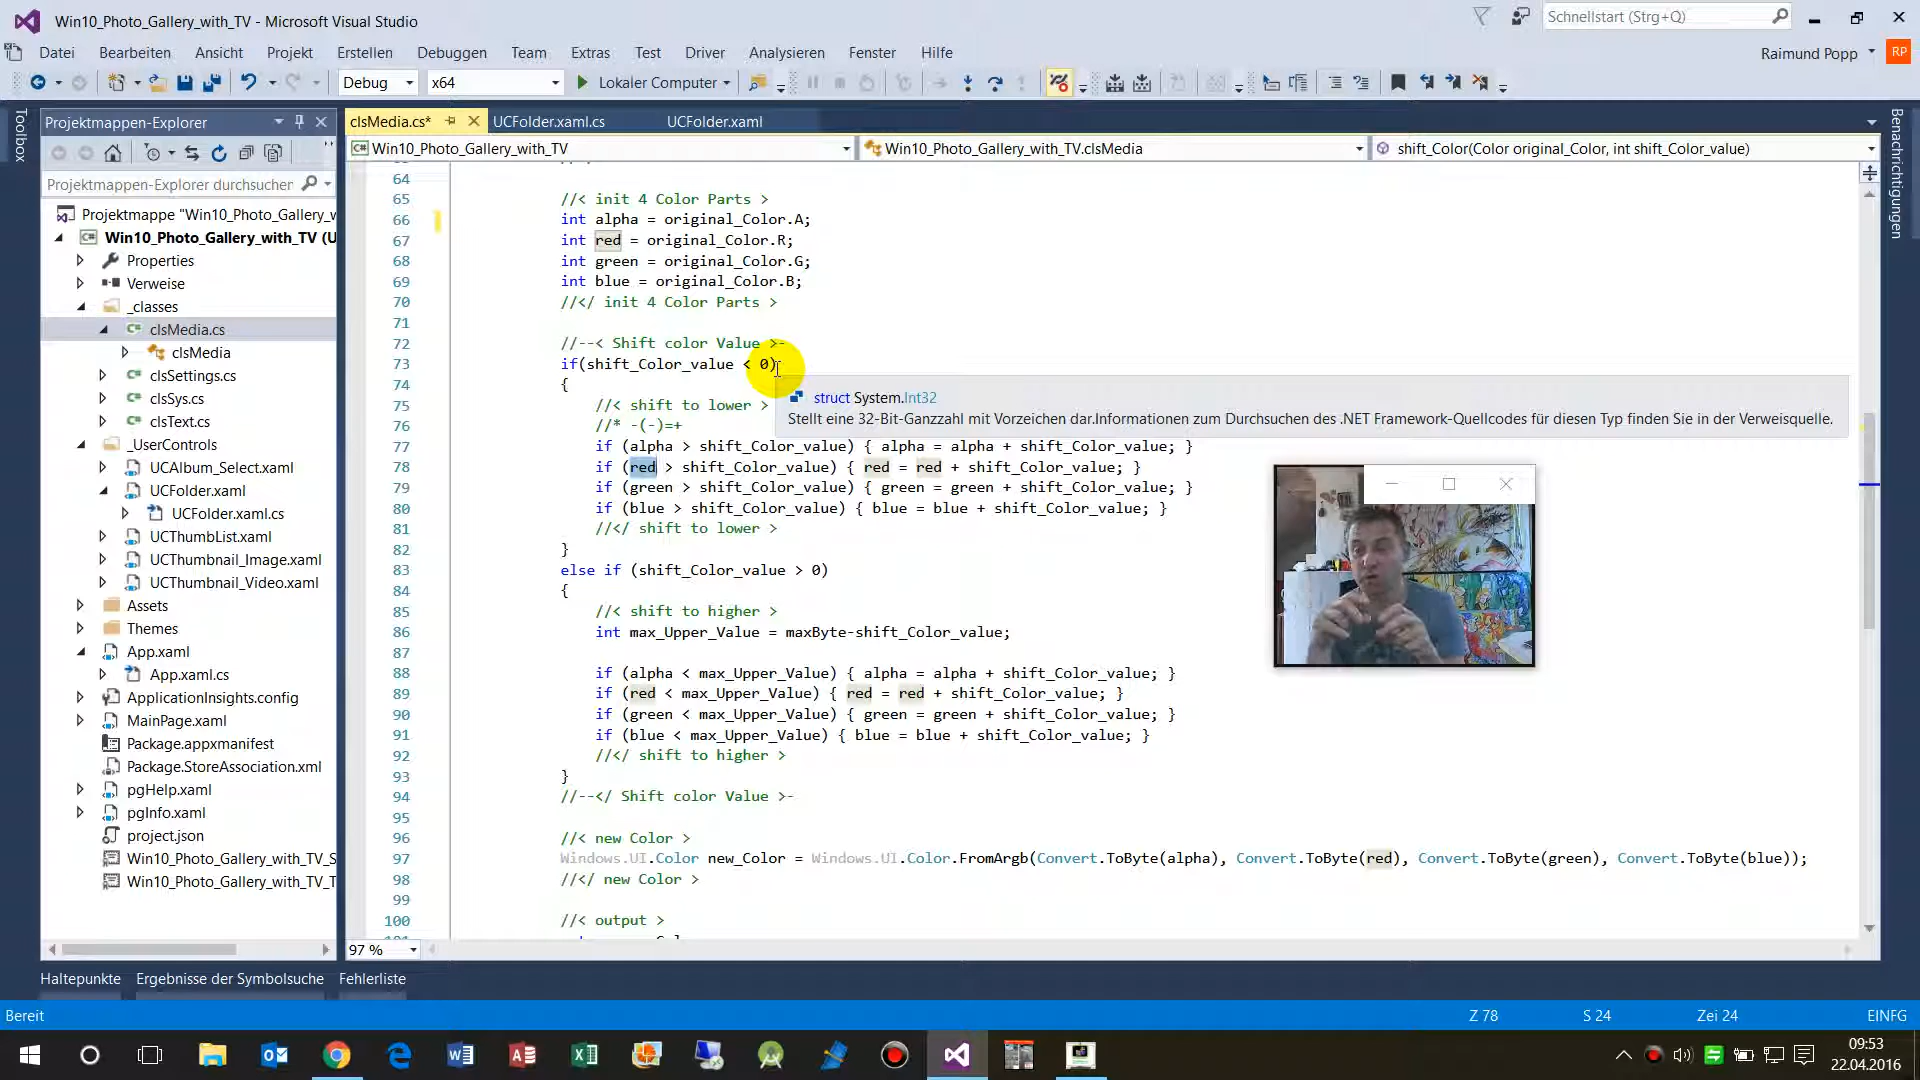 Win10_Photo_Gallery_with_TV - Microsoft Visual Studio
Schnellstart (Strg+Q)
Datei Bearbeiten Ansicht Projekt Erstellen Debuggen Team Extras Test Driver Analysieren Fenster Hilfe
Raimund Popp RP
Debug x64 Lokaler Computer
Toolbox
Projektmappen-Explorer
Projektmappen-Explorer durchsuchen
Projektmappe "Win10_Photo_Gallery_w
Win10_Photo_Gallery_with_TV (U
Properties
Verweise
_classes
clsMedia.cs
clsMedia
clsSettings.cs
clsSys.cs
clsText.cs
_UserControls
UCAlbum_Select.xaml
UCFolder.xaml
UCFolder.xaml.cs
UCThumbList.xaml
UCThumbnail_Image.xaml
UCThumbnail_Video.xaml
Assets
Themes
App.xaml
App.xaml.cs
ApplicationInsights.config
MainPage.xaml
Package.appxmanifest
Package.StoreAssociation.xml
pgHelp.xaml
pgInfo.xaml
project.json
Win10_Photo_Gallery_with_TV_S
Win10_Photo_Gallery_with_TV_T
clsMedia.cs* UCFolder.xaml.cs UCFolder.xaml
Win10_Photo_Gallery_with_TV Win10_Photo_Gallery_with_TV.clsMedia shift_Color(Color original_Color, int shift_Color_value)
Benachrichtigungen
64
65 //< init 4 Color Parts >
66 int alpha = original_Color.A;
67 int red = original_Color.R;
68 int green = original_Color.G;
69 int blue = original_Color.B;
70 //</ init 4 Color Parts >
71
72 //--< Shift color Value >-
73 if(shift_Color_value < 0)
74 {
75 //< shift to lower >
76 //* -(-)=+
77 if (alpha > shift_Color_value) { alpha = alpha + shift_Color_value; }
78 if (red > shift_Color_value) { red = red + shift_Color_value; }
79 if (green > shift_Color_value) { green = green + shift_Color_value; }
80 if (blue > shift_Color_value) { blue = blue + shift_Color_value; }
81 //</ shift to lower >
82 }
83 else if (shift_Color_value > 0)
84 {
85 //< shift to higher >
86 int max_Upper_Value = maxByte-shift_Color_value;
87
88 if (alpha < max_Upper_Value) { alpha = alpha + shift_Color_value; }
89 if (red < max_Upper_Value) { red = red + shift_Color_value; }
90 if (green < max_Upper_Value) { green = green + shift_Color_value; }
91 if (blue < max_Upper_Value) { blue = blue + shift_Color_value; }
92 //</ shift to higher >
93 }
94 //--</ Shift color Value >-
95
96 //< new Color >
97 Windows.UI.Color new_Color = Windows.UI.Color.FromArgb(Convert.ToByte(alpha), Convert.ToByte(red), Convert.ToByte(green), Convert.ToByte(blue));
98 //</ new Color >
99
100 //< output >
struct System.Int32
Stellt eine 32-Bit-Ganzzahl mit Vorzeichen dar.Informationen zum Durchsuchen des .NET Framework-Quellcodes für diesen Typ finden Sie in der Verweisquelle.
97 %
Haltepunkte Ergebnisse der Symbolsuche Fehlerliste
Bereit Z 78 S 24 Zei 24 EINFG
09:53
22.04.2016